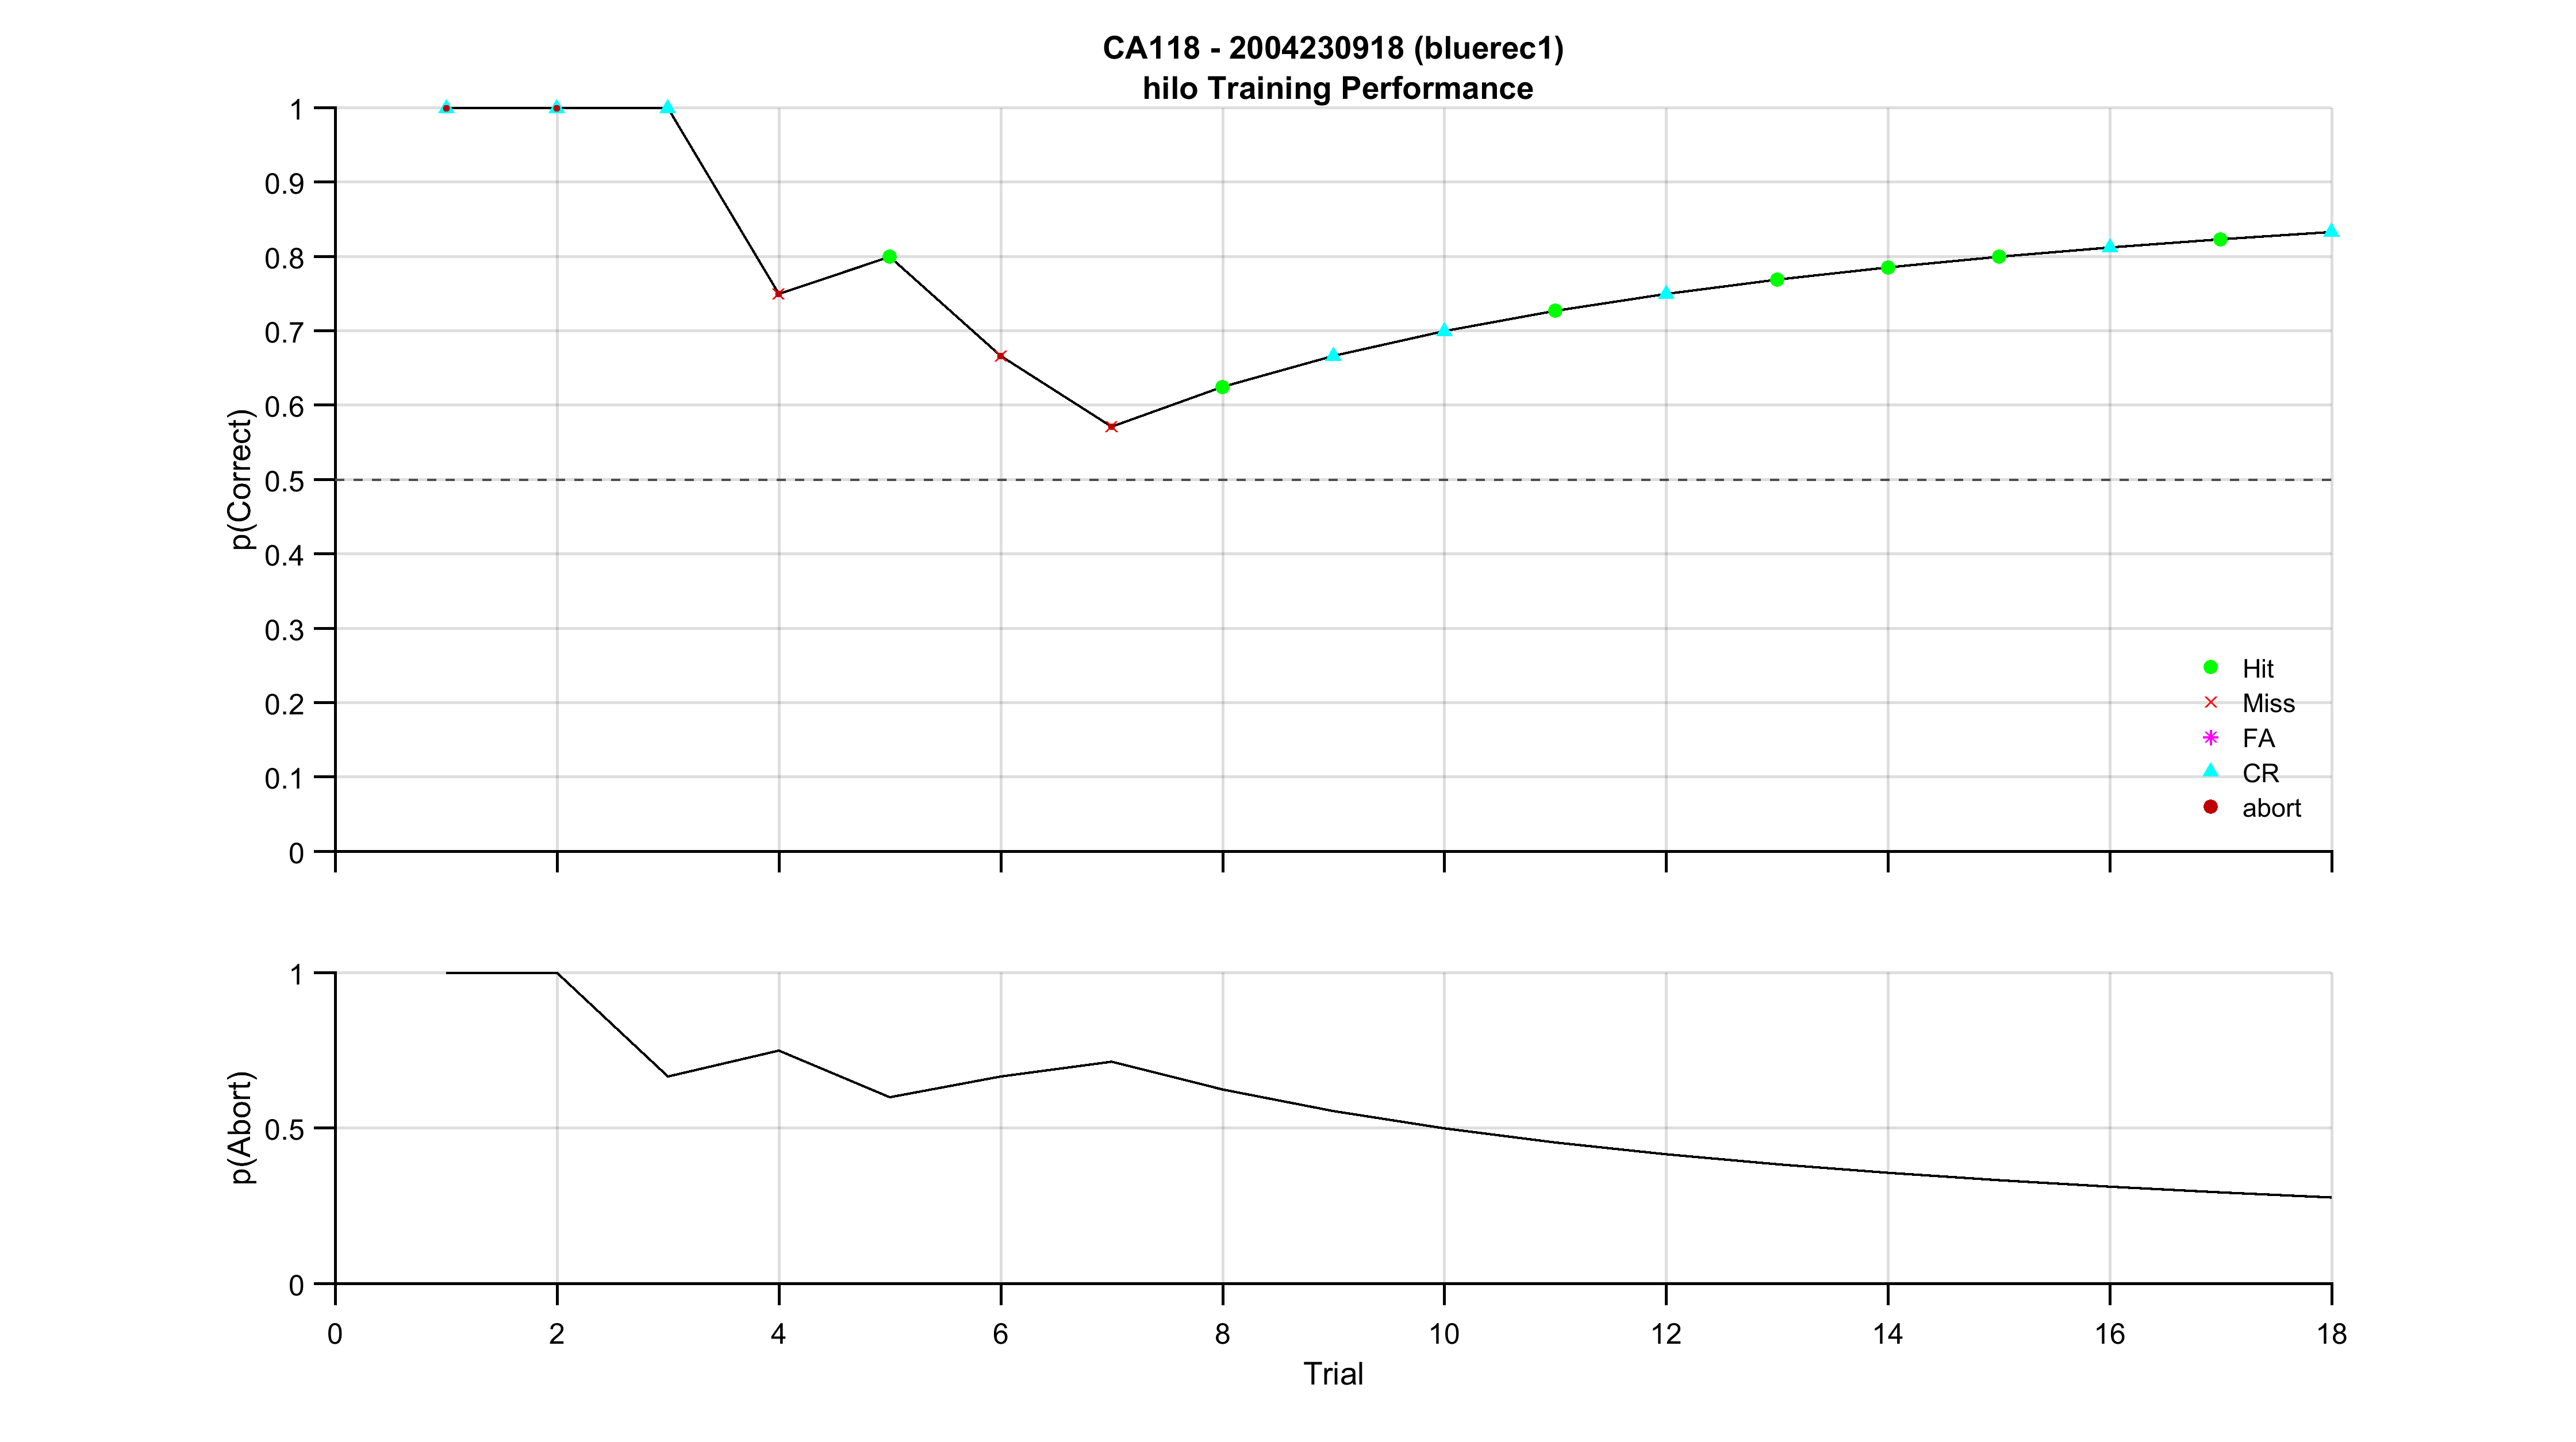 CA118 - 2004230918 (bluerec1)
hilo Training Performance
1
0.9
0.8
0.7
0.6
0.5
0.4
0.3
0.2
0.1
0
p(Correct)
Hit
Miss
FA
CR
abort
1
0.5
0
p(Abort)
0 2 4 6 8 10 12 14 16 18
Trial